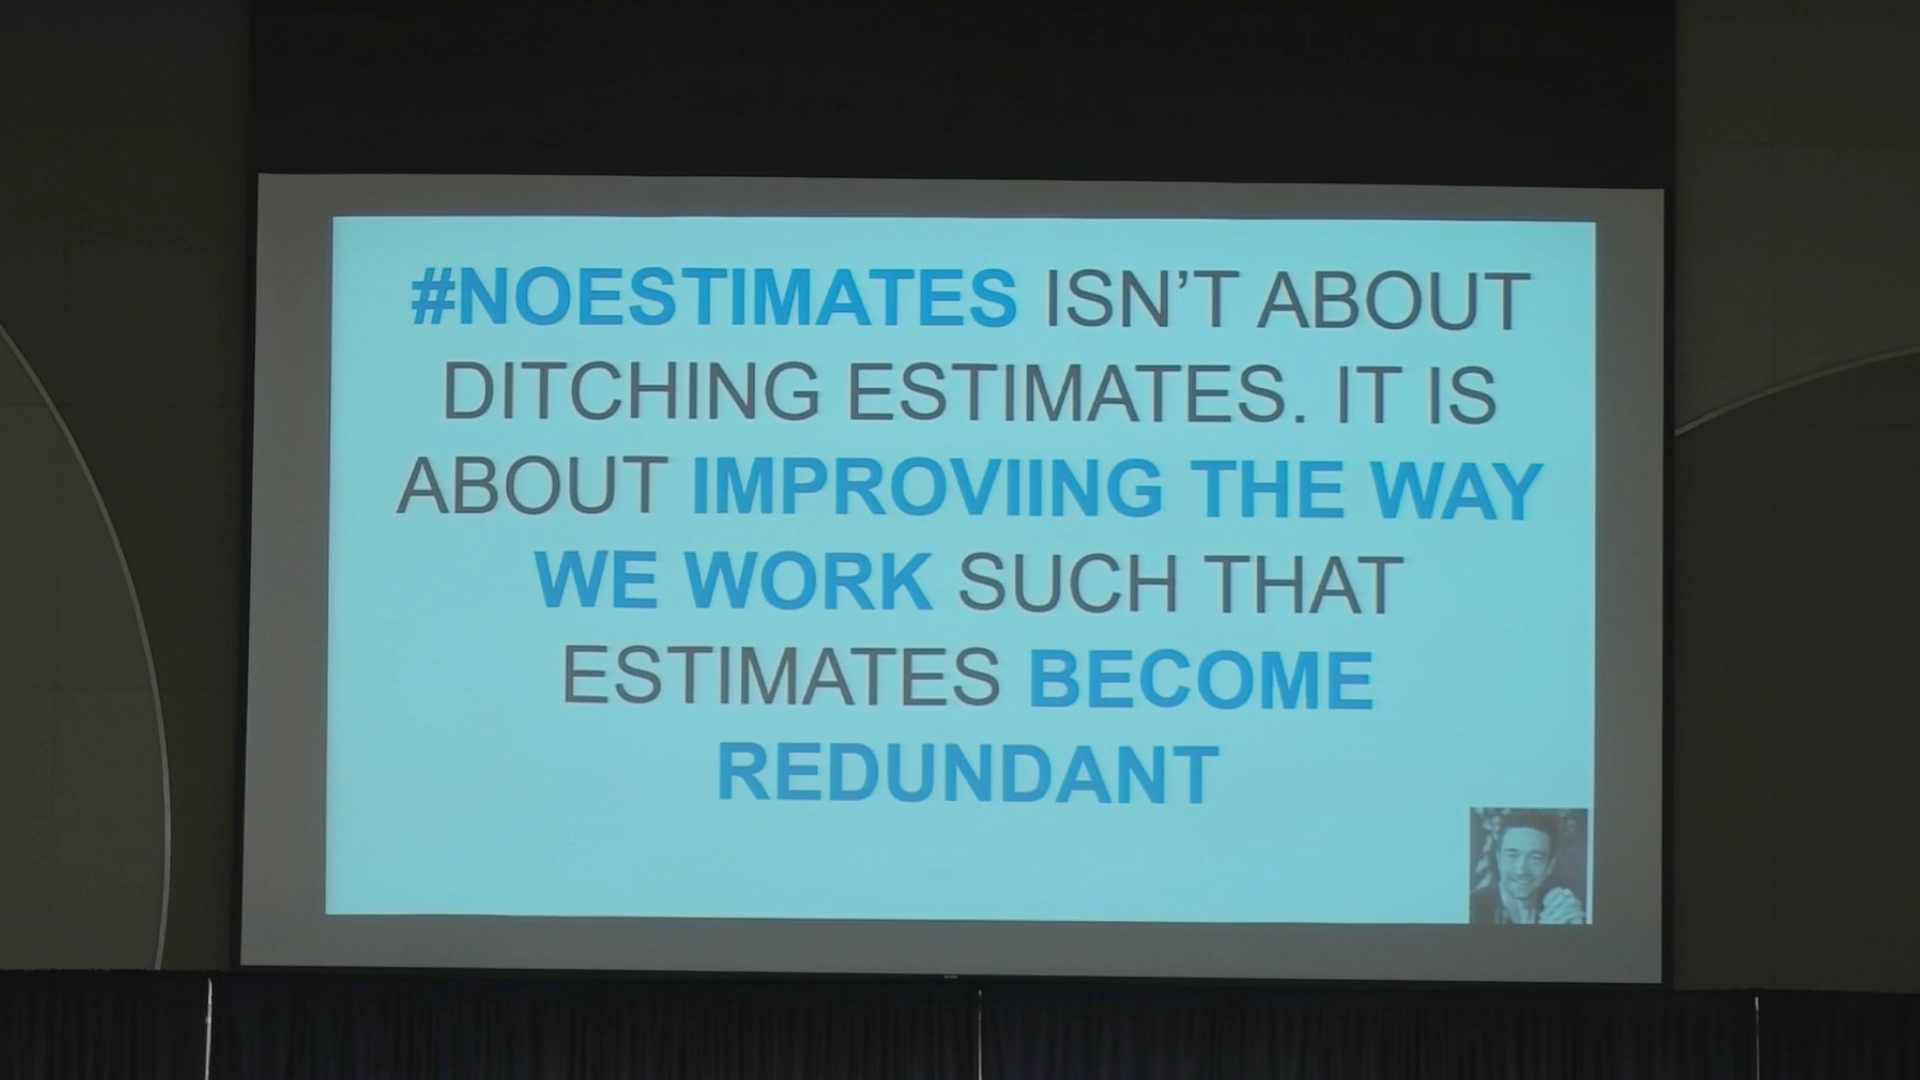 #NOESTIMATES ISN'T ABOUT
DITCHING ESTIMATES. IT IS
ABOUT IMPROVIING THE WAY
WE WORK SUCH THAT
ESTIMATES BECOME
REDUNDANT